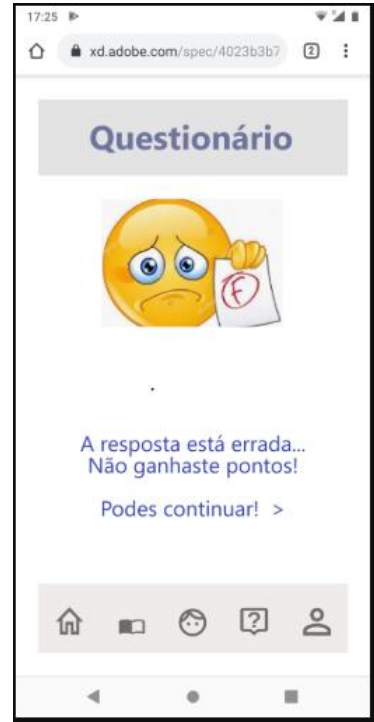 17:25
xd.adobe.com/spec/4023b3b7
2
Questionário
F
A resposta está errada...
Não ganhaste pontos!
Podes continuar! >
?